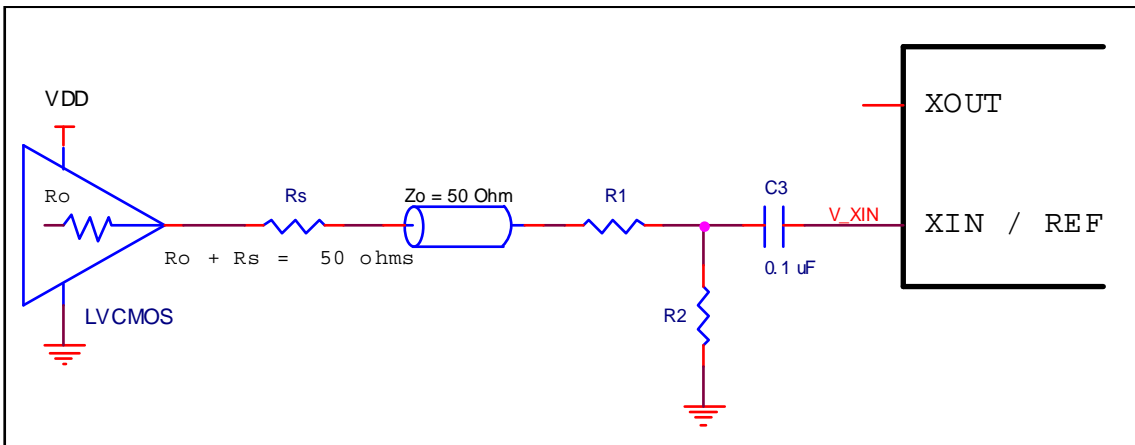 VDD
XOUT
Ro
Rs
Zo = 50 Ohm
R1
C3
V_XIN
XIN / REF
Ro + Rs = 50 ohms
0.1 uF
LVCMOS
R2